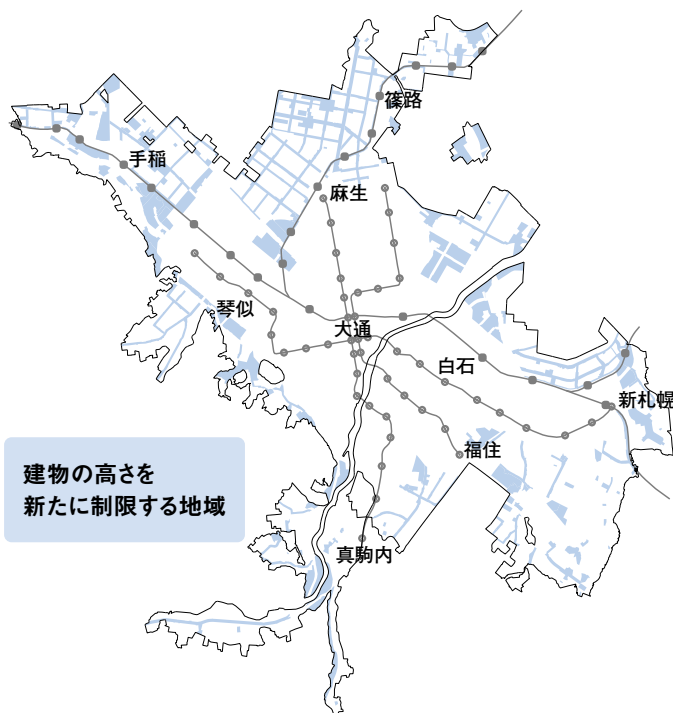 篠路
手稲
麻生
琴似
大通
白石
新札幌
福住
建物の高さを
新たに制限する地域
真駒内